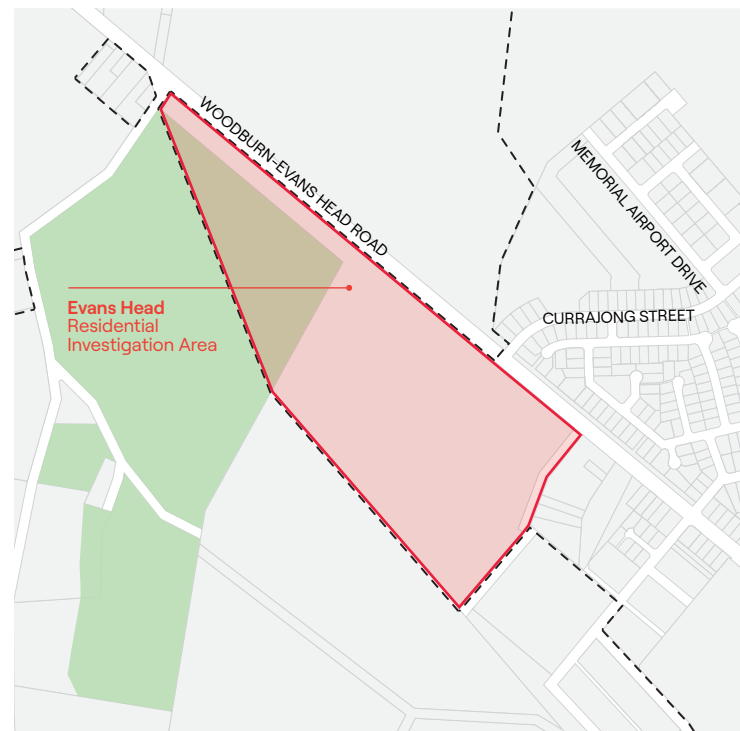 WOODBURN-EVANS HEAD ROAD
MEMORIAL AIRPORT DRIVE
Evans Head
Residential
Investigation Area
CURRAJONG STREET